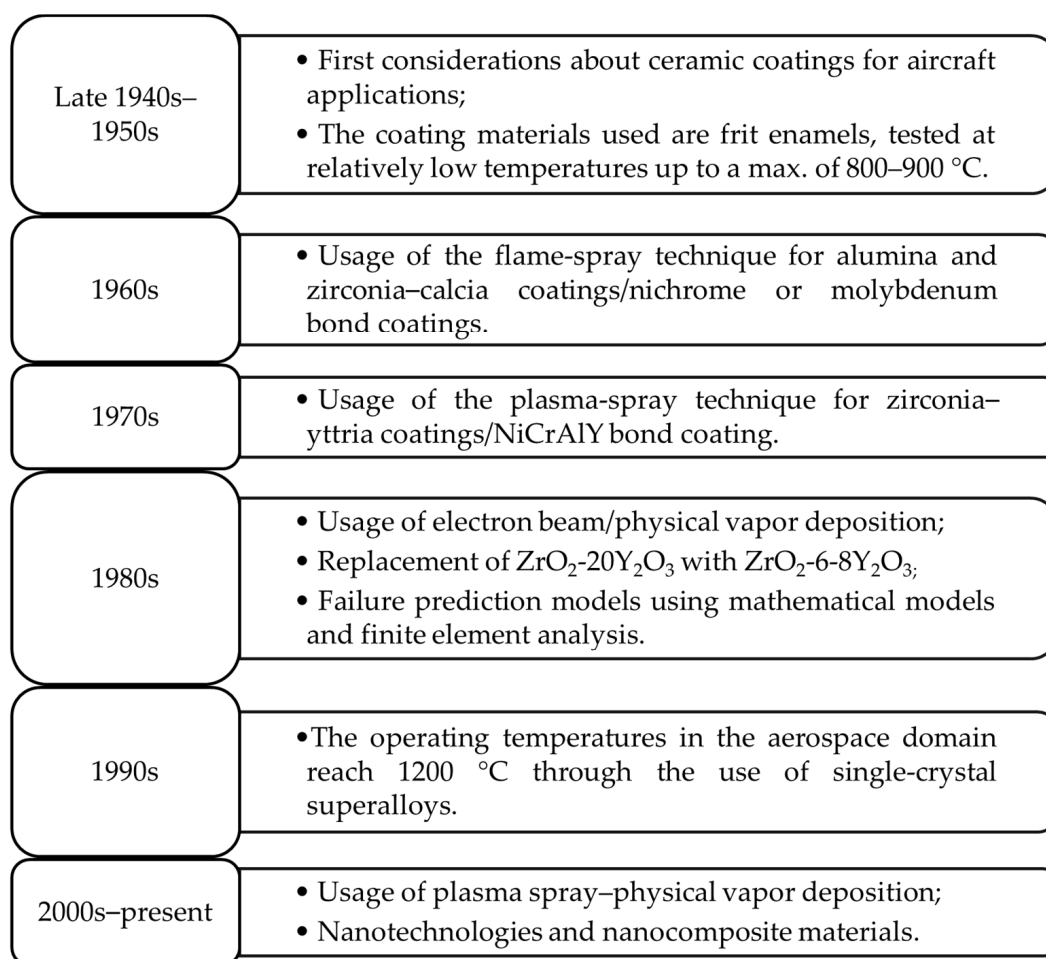 Late 1940s–
1950s
• First considerations about ceramic coatings for aircraft
applications;
• The coating materials used are frit enamels, tested at
relatively low temperatures up to a max. of 800–900 °C.
1960s
• Usage of the flame-spray technique for alumina and
zirconia–calcia coatings/nichrome or molybdenum
bond coatings.
1970s
• Usage of the plasma-spray technique for zirconia–
yttria coatings/NiCrAlY bond coating.
1980s
• Usage of electron beam/physical vapor deposition;
• Replacement of ZrO₂-20Y₂O₃ with ZrO₂-6-8Y₂O₃;
• Failure prediction models using mathematical models
and finite element analysis.
1990s
•The operating temperatures in the aerospace domain
reach 1200 °C through the use of single-crystal
superalloys.
2000s–present
• Usage of plasma spray–physical vapor deposition;
• Nanotechnologies and nanocomposite materials.